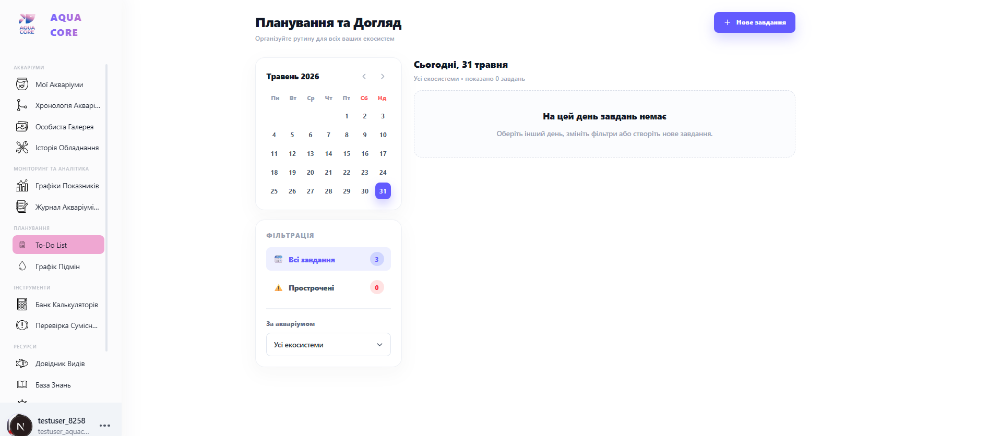 AQUA
CORE
AQUA
CORE
АКВАРІУМИ
Мої Акваріуми
Хронологія Акварі...
Особиста Галерея
Історія Обладнання
МОНІТОРИНГ ТА АНАЛІТИКА
Графіки Показників
Журнал Акваріумі...
ПЛАНУВАННЯ
To-Do List
Графік Підмін
ІНСТРУМЕНТИ
Банк Калькуляторів
Перевірка Сумісн...
РЕСУРСИ
Довідник Видів
База Знань
N
testuser_8258
testuser_aquac...
Планування та Догляд
Організуйте рутину для всіх ваших екосистем
Нове завдання
Травень 2026
Пн Вт Ср Чт Пт Сб Нд
1 2 3
4 5 6 7 8 9 10
11 12 13 14 15 16 17
18 19 20 21 22 23 24
25 26 27 28 29 30 31
ФІЛЬТРАЦІЯ
Всі завдання 3
Прострочені 0
За акваріумом
Усі екосистеми
Сьогодні, 31 травня
Усі екосистеми • показано 0 завдань
На цей день завдань немає
Оберіть інший день, змініть фільтри або створіть нове завдання.